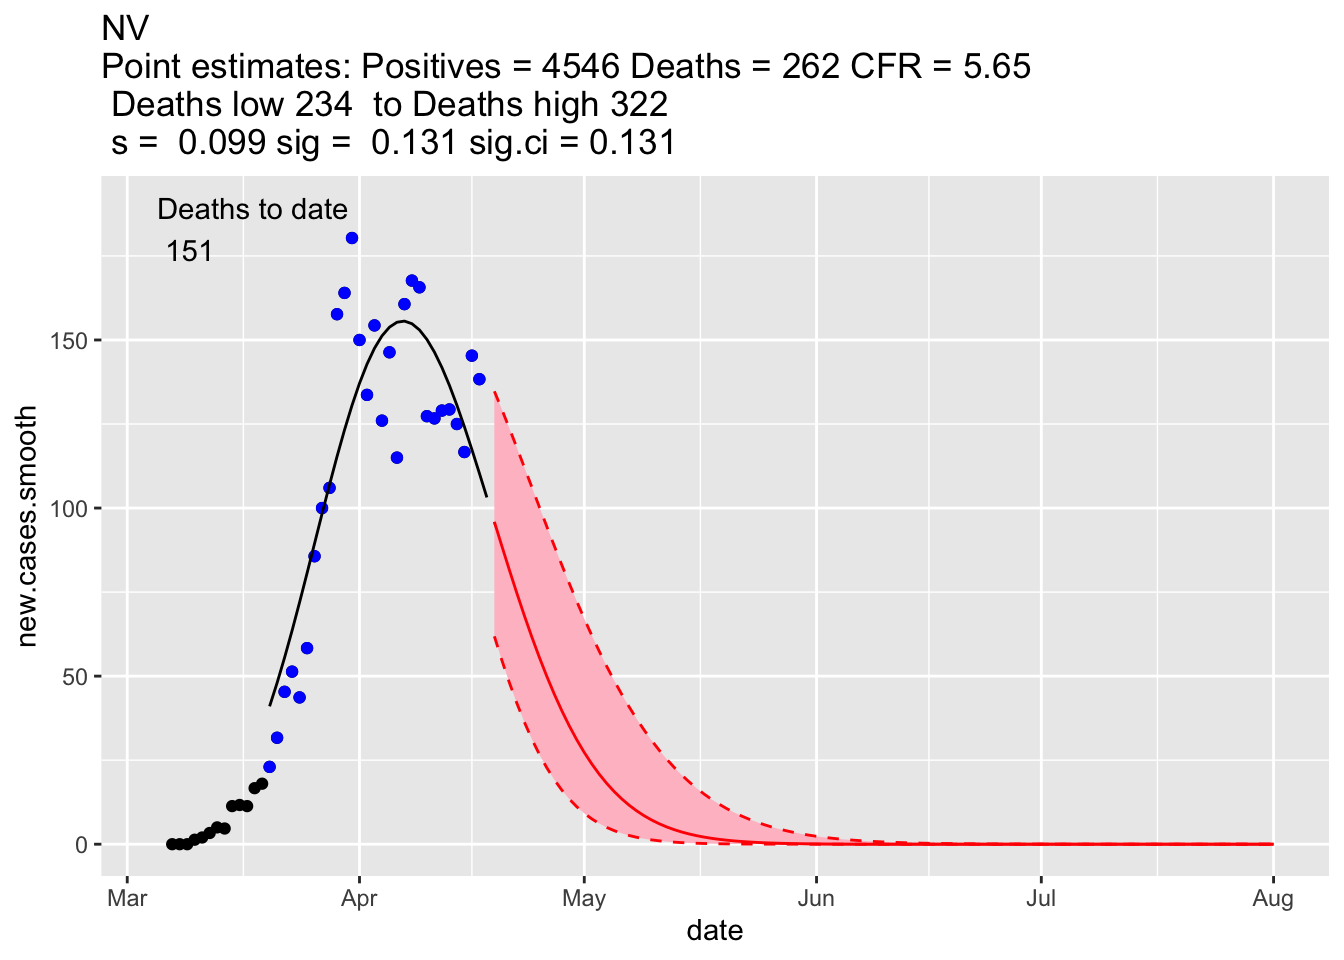 NV
Point estimates: Positives = 4546 Deaths = 262 CFR = 5.65
Deaths low 234  to Deaths high 322
s =  0.099 sig =  0.131 sig.ci = 0.131
Deaths to date
151
150
100
50
0
new.cases.smooth
Mar Apr May Jun Jul Aug
date